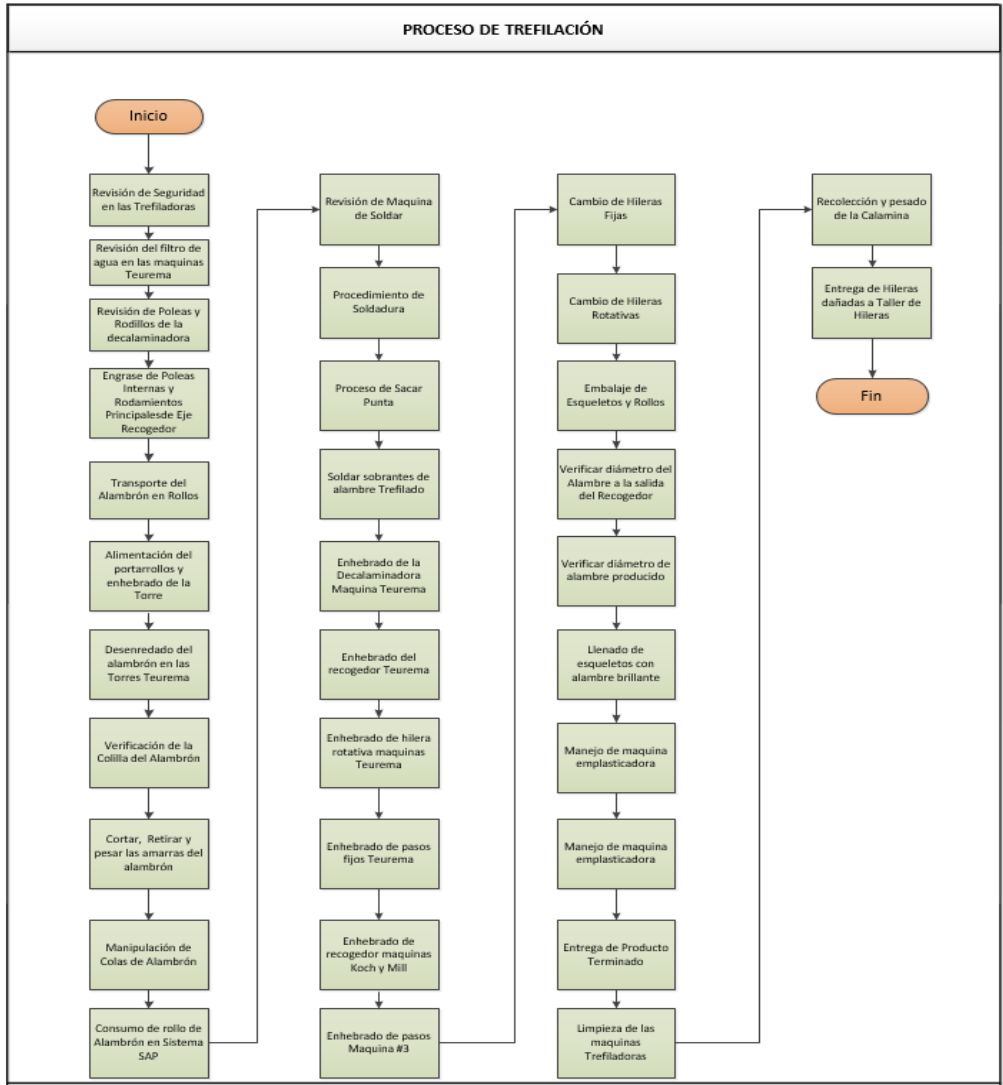 PROCESO DE TREFILACIÓN
Inicio
Revisión de Seguridad
en las Trefiladoras
Revisión del filtro de
agua en las maquinas
Teurema
Revisión de Poleas y
Rodillos de la
decalaminadora
Engrase de Poleas
Internas y
Rodamientos
Principalesde Eje
Recogedor
Transporte del
Alambrón en Rollos
Alimentación del
portarrollos y
enhebrado de la
Torre
Desenredado del
alambrón en las
Torres Teurema
Verificación de la
Colilla del Alambrón
Cortar, Retirar y
pesar las amarras del
alambrón
Manipulación de
Colas de Alambrón
Consumo de rollo de
Alambrón en Sistema
SAP
Revisión de Maquina
de Soldar
Procedimiento de
Soldadura
Proceso de Sacar
Punta
Soldar sobrantes de
alambre Trefilado
Enhebrado de la
Decalaminadora
Maquina Teurema
Enhebrado del
recogedor Teurema
Enhebrado de hilera
rotativa maquinas
Teurema
Enhebrado de pasos
fijos Teurema
Enhebrado de
recogedor maquinas
Koch y Mill
Enhebrado de pasos
Maquina #3
Cambio de Hileras
Fijas
Cambio de Hileras
Rotativas
Embalaje de
Esqueletos y Rollos
Verificar diámetro del
Alambre a la salida
del Recogedor
Verificar diámetro de
alambre producido
Llenado de
esqueletos con
alambre brillante
Manejo de maquina
emplasticadora
Manejo de maquina
emplasticadora
Entrega de Producto
Terminado
Limpieza de las
maquinas
Trefiladoras
Recolección y pesado
de la Calamina
Entrega de Hileras
dañadas a Taller de
Hileras
Fin